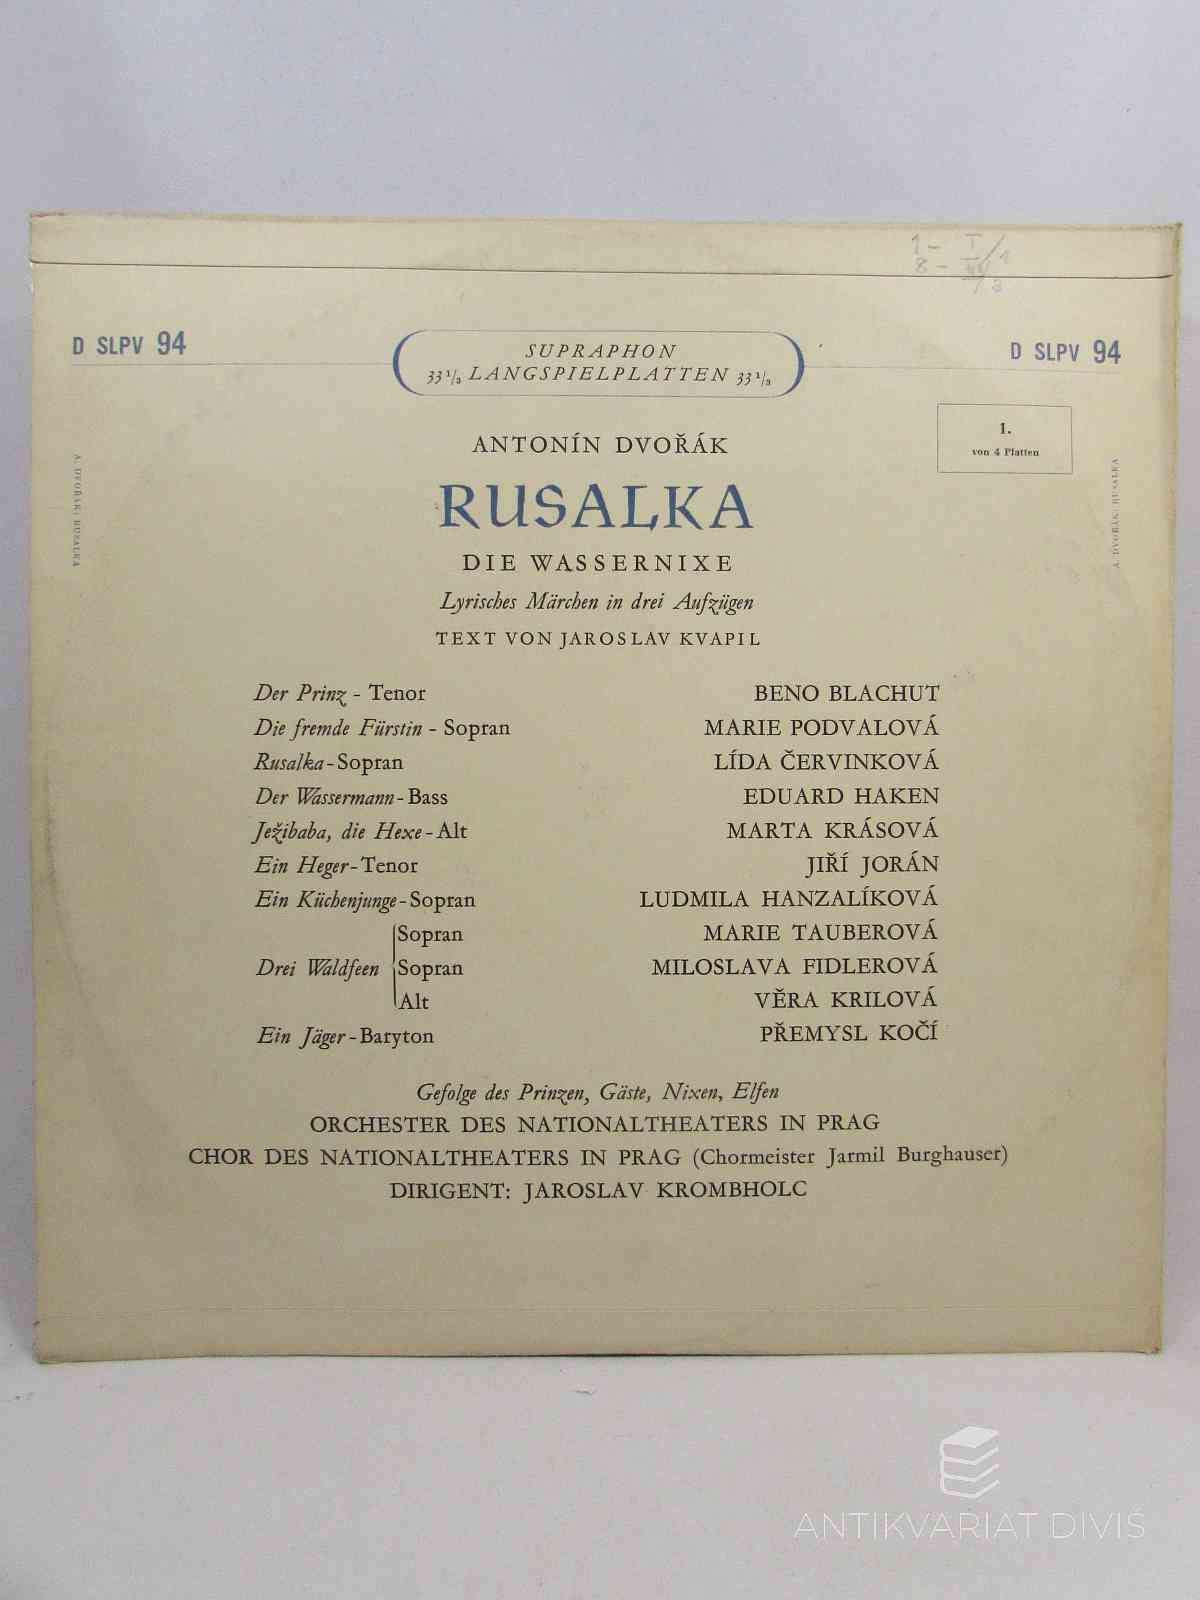 D SLPV 94
SUPRAPHON
33 1/3 LANGSPIELPLATTEN 33 1/3
D SLPV 94
1.
von 4 Platten
ANTONÍN DVOŘÁK
RUSALKA
DIE WASSERNIXE
Lyrisches Märchen in drei Aufzügen
TEXT VON JAROSLAV KVAPIL
A. DVOŘÁK: RUSALKA
A. DVOŘÁK: RUSALKA
Der Prinz - Tenor BENO BLACHUT
Die fremde Fürstin - Sopran MARIE PODVALOVÁ
Rusalka - Sopran LÍDA ČERVINKOVÁ
Der Wassermann - Bass EDUARD HAKEN
Ježibaba, die Hexe - Alt MARTA KRÁSOVÁ
Ein Heger - Tenor JIŘÍ JORÁN
Ein Küchenjunge - Sopran LUDMILA HANZALÍKOVÁ
Sopran MARIE TAUBEROVÁ
Drei Waldfeen Sopran MILOSLAVA FIDLEROVÁ
Alt VĚRA KRILOVÁ
Ein Jäger - Baryton PŘEMYSL KOČÍ
Gefolge des Prinzen, Gäste, Nixen, Elfen
ORCHESTER DES NATIONALTHEATERS IN PRAG
CHOR DES NATIONALTHEATERS IN PRAG (Chormeister Jarmil Burghauser)
DIRIGENT: JAROSLAV KROMBHOLC
ANTIKVARIAT DIVIŠ